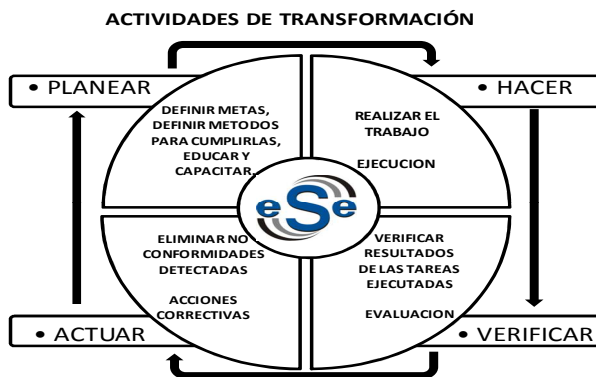 ACTIVIDADES DE TRANSFORMACIÓN
• PLANEAR
• HACER
DEFINIR METAS,
DEFINIR METODOS
PARA CUMPLIRLAS,
EDUCAR Y
CAPACITAR.
REALIZAR EL
TRABAJO
EJECUCION
eSe
ELIMINAR NO
CONFORMIDADES
DETECTADAS
ACCIONES
CORRECTIVAS
VERIFICAR
RESULTADOS
DE LAS TAREAS
EJECUTADAS
EVALUACION
• ACTUAR
• VERIFICAR